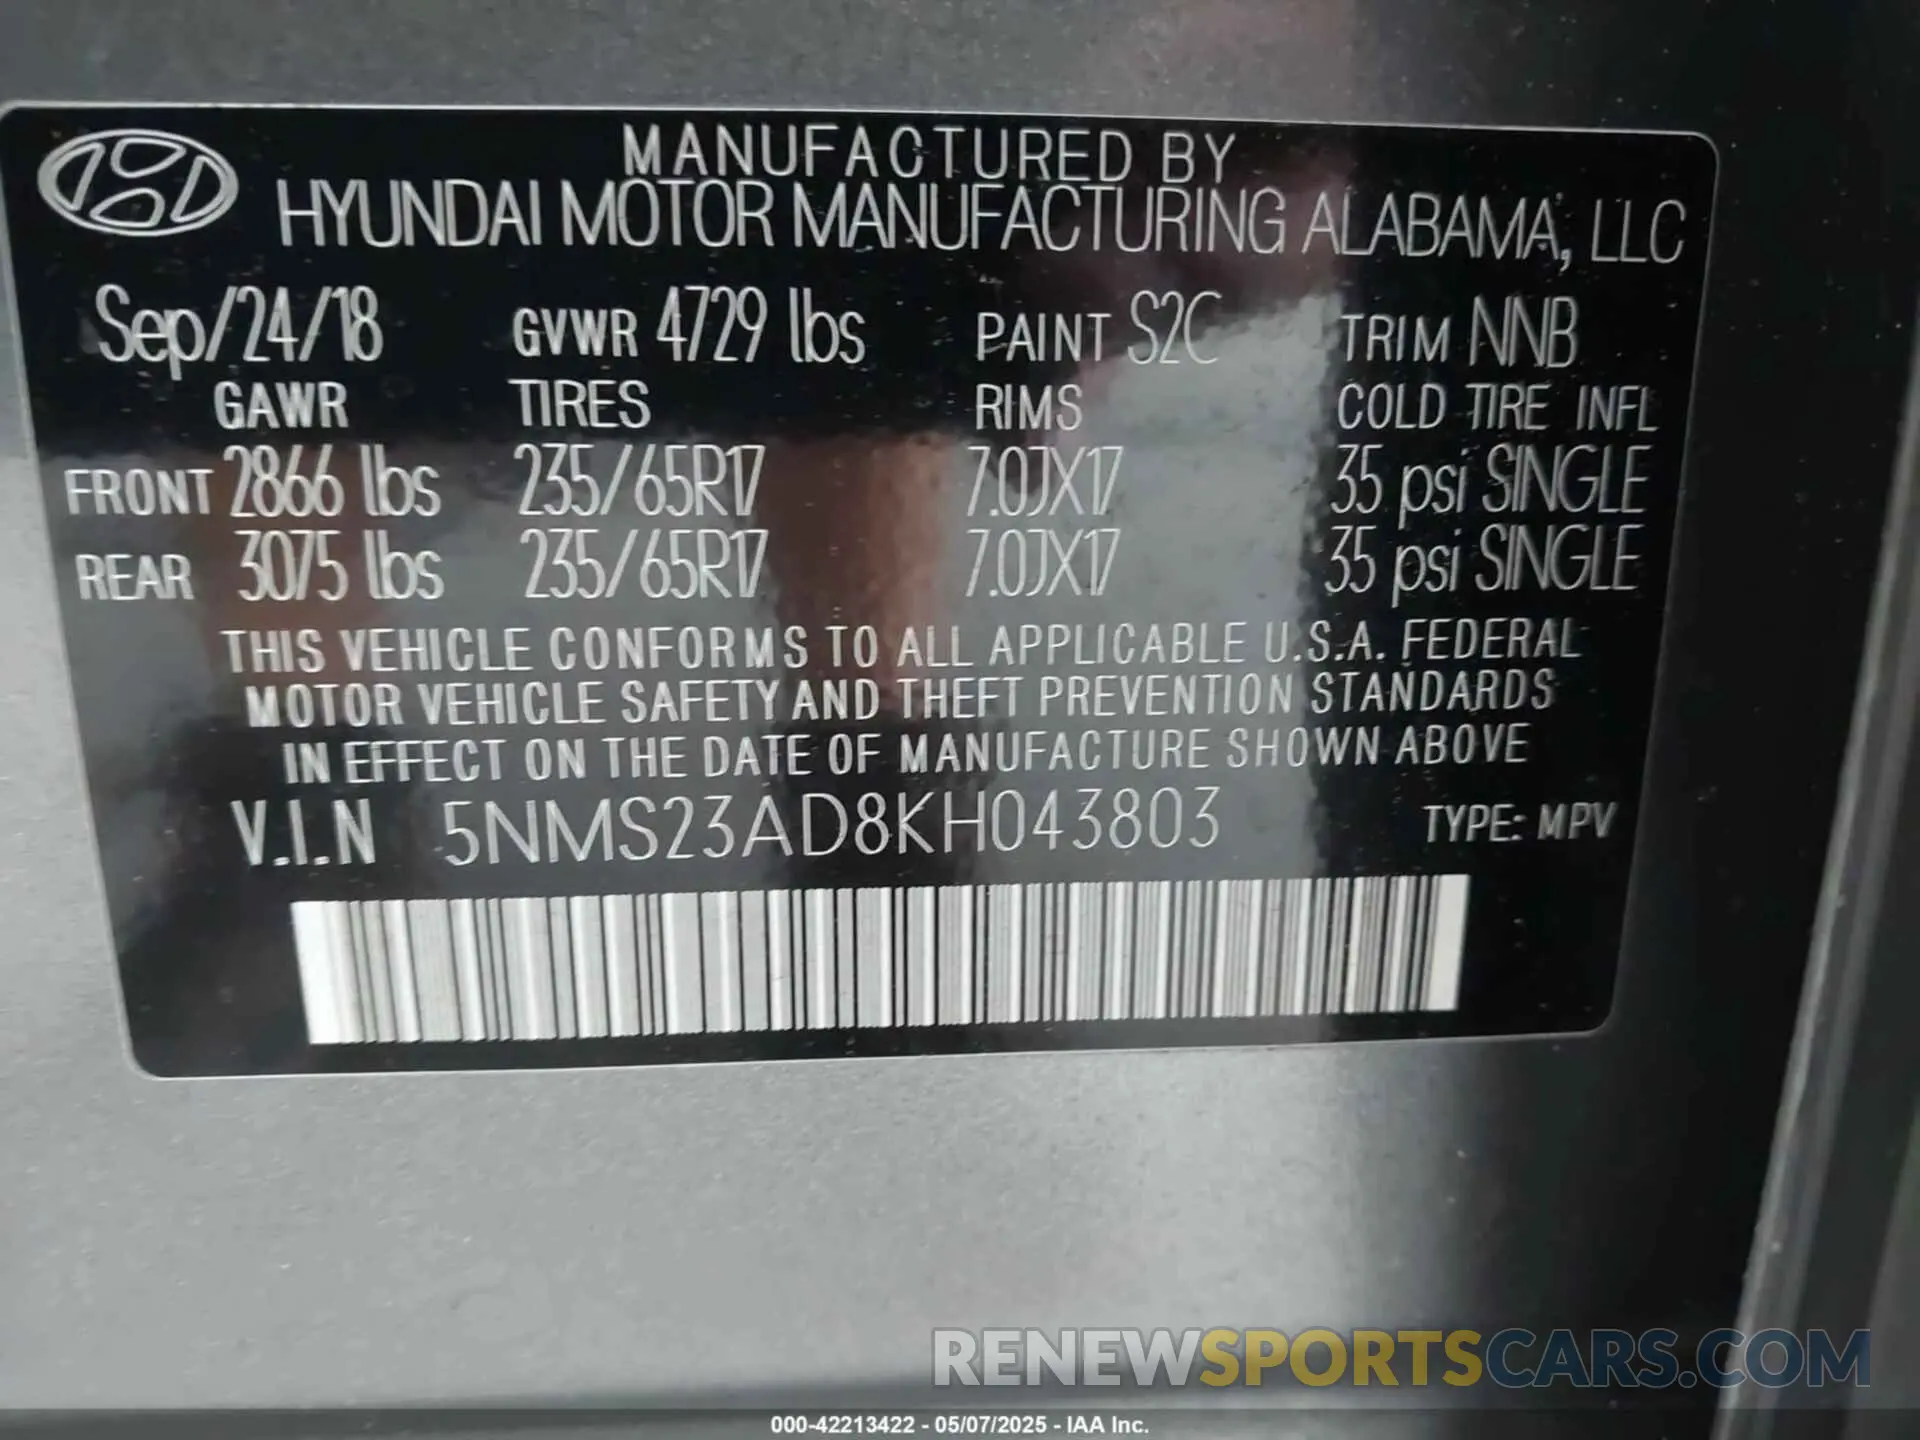 MANUFACTURED BY
HYUNDAI MOTOR MANUFACTURING ALABAMA, LLC
Sep/24/18 GVWR 4729 lbs PAINT S2C TRIM NNB
GAWR TIRES RIMS COLD TIRE INFL
FRONT 2866 lbs 235/65R17 7.0JX17 35 psi SINGLE
REAR 3075 lbs 235/65R17 7.0JX17 35 psi SINGLE
THIS VEHICLE CONFORMS TO ALL APPLICABLE U.S.A. FEDERAL
MOTOR VEHICLE SAFETY AND THEFT PREVENTION STANDARDS
IN EFFECT ON THE DATE OF MANUFACTURE SHOWN ABOVE
V.I.N 5NMS23AD8KH043803 TYPE: MPV
RENEWSPORTSCARS.COM
000-42213422 - 05/07/2025 - IAA Inc.